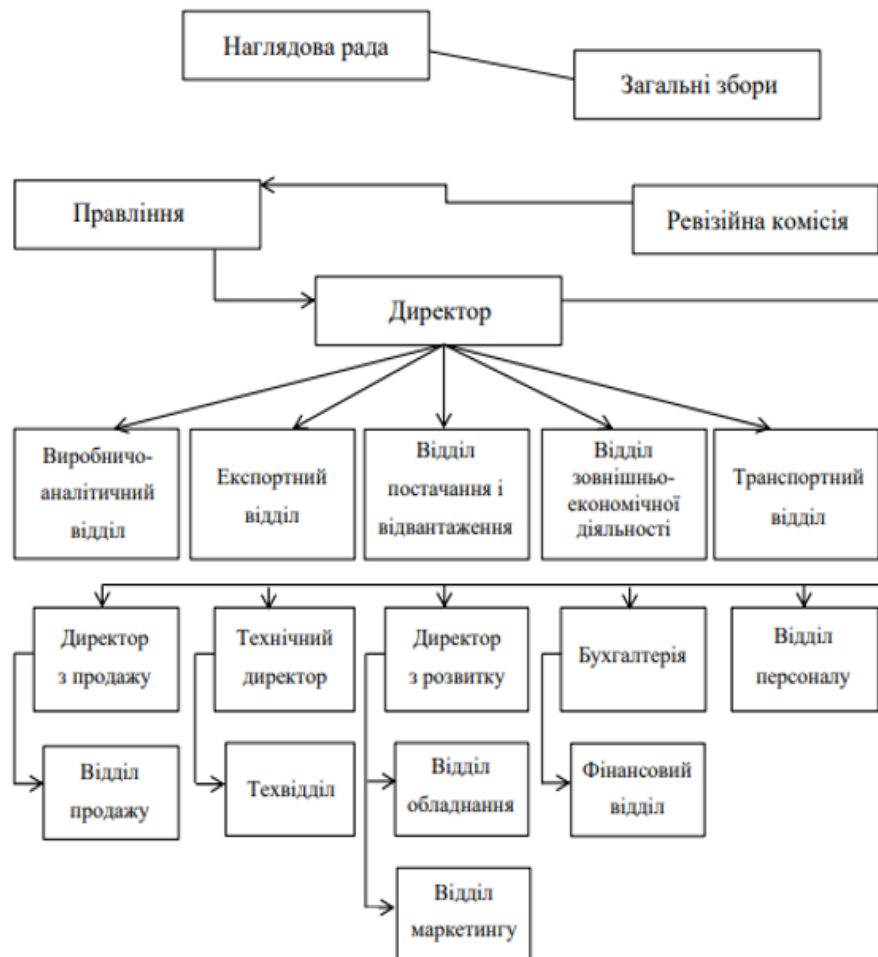 Наглядова рада
Загальні збори
Правління
Ревізійна комісія
Директор
Виробничо-
аналітичний
відділ
Експортний
відділ
Відділ
постачання і
відвантаження
Відділ
зовнішньо-
економічної
діяльності
Транспортний
відділ
Директор
з продажу
Технічний
директор
Директор
з розвитку
Бухгалтерія
Відділ
персоналу
Відділ
продажу
Техвідділ
Відділ
обладнання
Фінансовий
відділ
Відділ
маркетингу